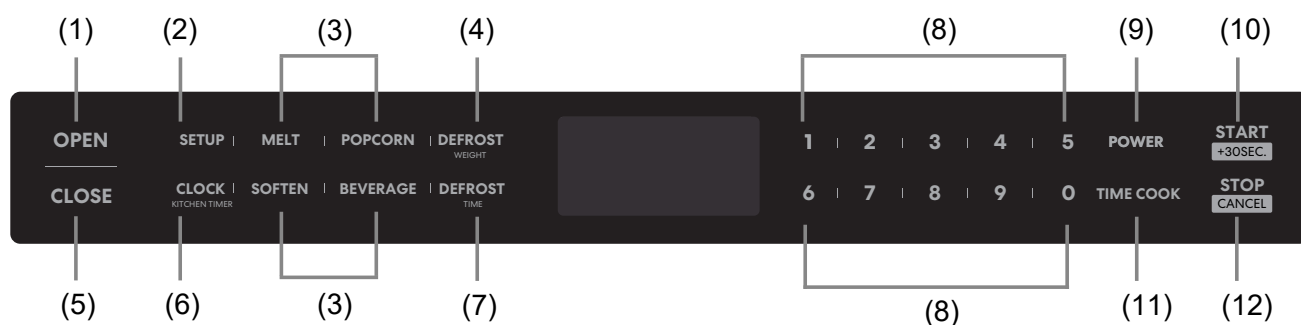 (1) (2) (3) (4) (8) (9) (10)
OPEN SETUP MELT POPCORN DEFROST 1 2 3 4 5 POWER START
WEIGHT +30SEC.
CLOSE CLOCK SOFTEN BEVERAGE DEFROST 6 7 8 9 0 TIME COOK STOP
KITCHEN TIMER TIME CANCEL
(5) (6) (3) (7) (8) (11) (12)